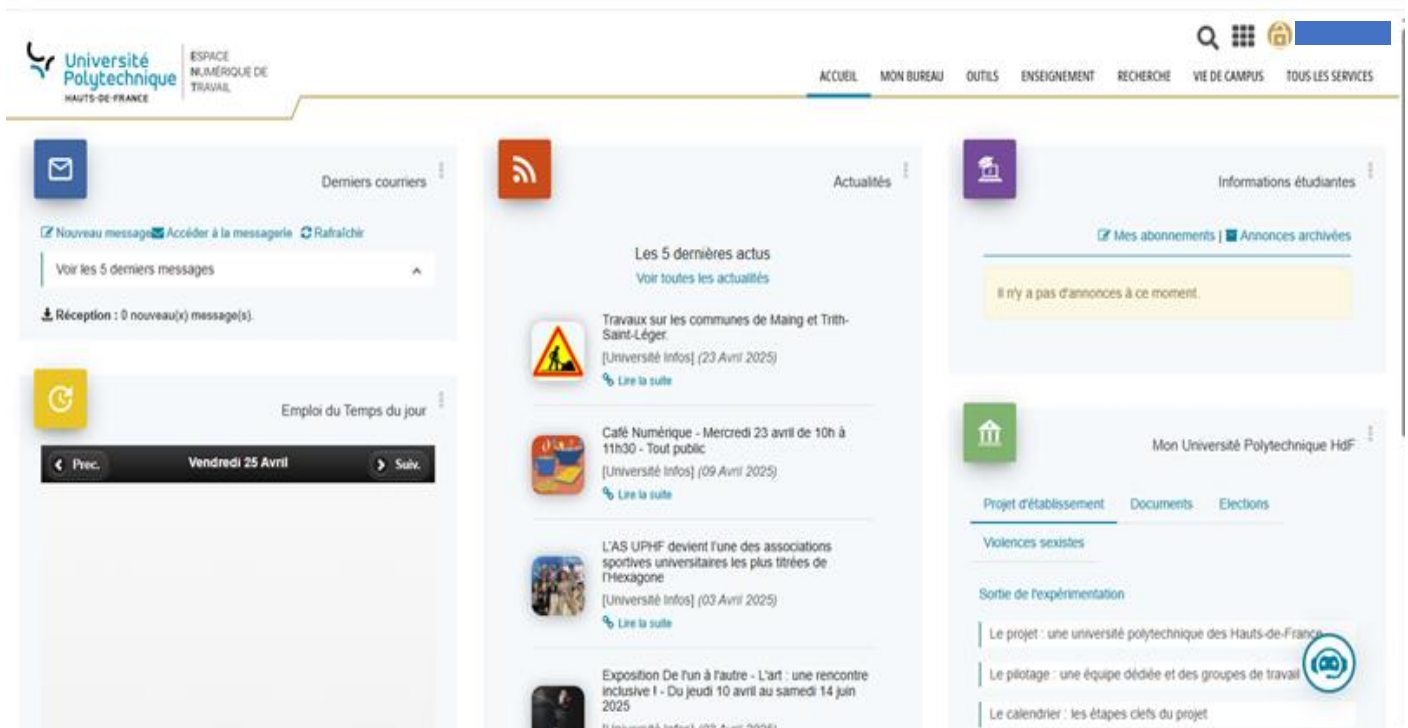 Université
Polytechnique
HAUTS-DE-FRANCE
ESPACE
NUMÉRIQUE DE
TRAVAIL
ACCUEIL MON BUREAU OUTILS ENSEIGNEMENT RECHERCHE VIE DE CAMPUS TOUS LES SERVICES
Derniers courriers
Nouveau message Accéder à la messagerie Rafraîchir
Voir les 5 derniers messages
Réception : 0 nouveau(x) message(s).
Emploi du Temps du jour
Prec. Vendredi 25 Avril Suiv.
Actualités
Les 5 dernières actus
Voir toutes les actualités
Travaux sur les communes de Maing et Trith-
Saint-Léger.
[Université Infos] (23 Avril 2025)
Lire la suite
Café Numérique - Mercredi 23 avril de 10h à
11h30 - Tout public
[Université Infos] (09 Avril 2025)
Lire la suite
L'AS UPHF devient l'une des associations
sportives universitaires les plus titrées de
l'Hexagone
[Université Infos] (03 Avril 2025)
Lire la suite
Exposition De l'un à l'autre - L'art : une rencontre
inclusive ! - Du jeudi 10 avril au samedi 14 juin
2025
Informations étudiantes
Mes abonnements | Annonces archivées
Il n'y a pas d'annonces à ce moment.
Mon Université Polytechnique HdF
Projet d'établissement Documents Elections
Violences sexistes
Sortie de l'expérimentation
Le projet : une université polytechnique des Hauts-de-France
Le pilotage : une équipe dédiée et des groupes de travail
Le calendrier : les étapes clefs du projet